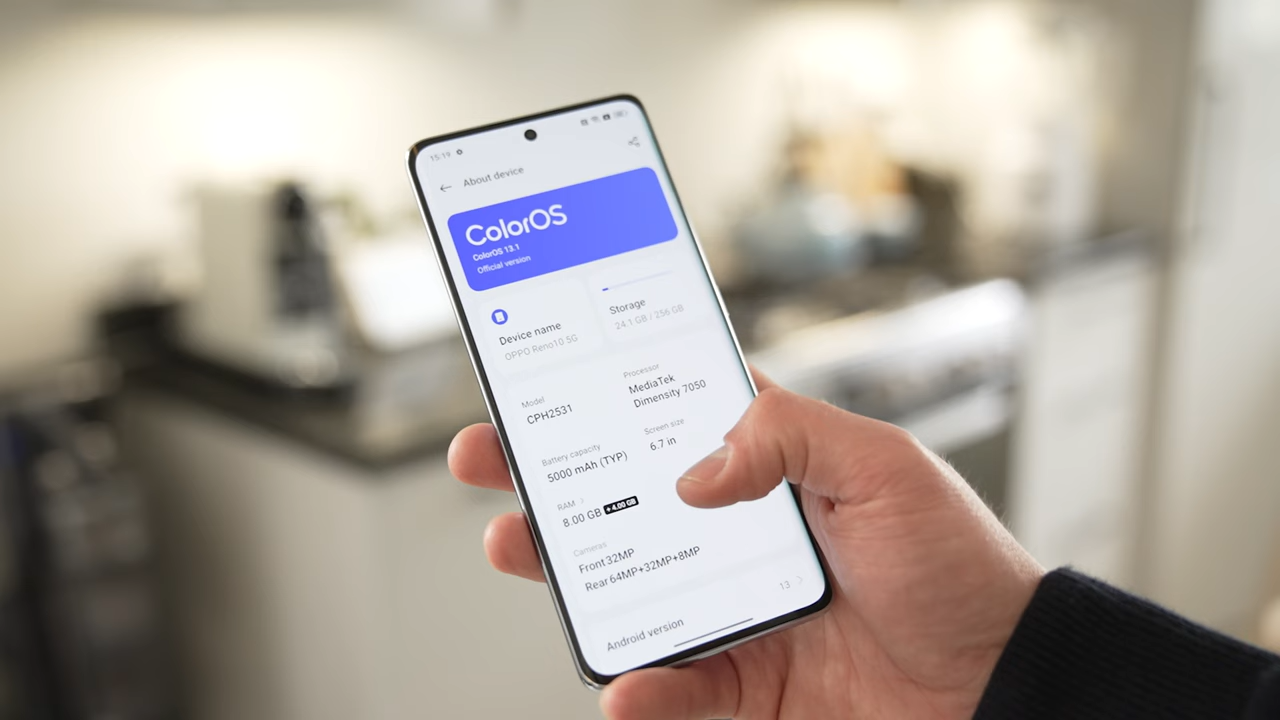 15:19
About device
ColorOS
ColorOS 13.1
Official version
Device name
OPPO Reno10 5G
Storage
24.1 GB / 256 GB
Model
CPH2531
Processor
MediaTek
Dimensity 7050
Battery capacity
5000 mAh (TYP)
Screen size
6.7 in
RAM
8.00 GB + 4.00 GB
Cameras
Front 32MP
Rear 64MP+32MP+8MP
Android version
13